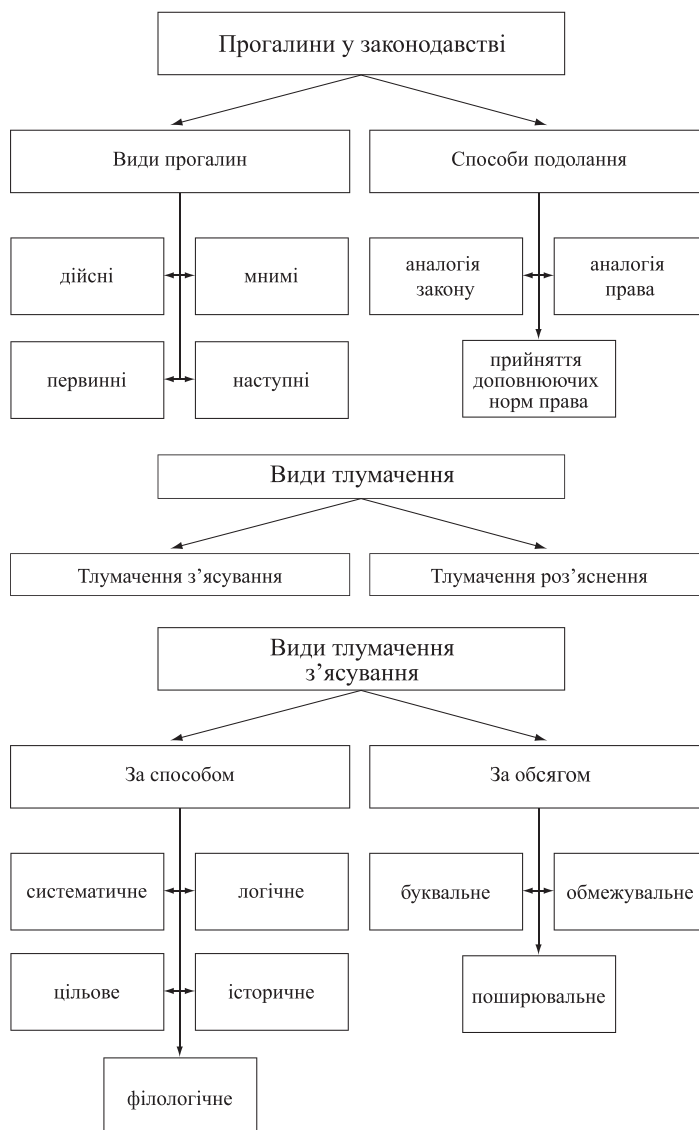 Прогалини у законодавстві
Види прогалин
Способи подолання
дійсні
мнимі
аналогія
закону
аналогія
права
первинні
наступні
прийняття
доповнюючих
норм права
Види тлумачення
Тлумачення з’ясування
Тлумачення роз’яснення
Види тлумачення
з’ясування
За способом
За обсягом
систематичне
логічне
буквальне
обмежувальне
цільове
історичне
поширювальне
філологічне